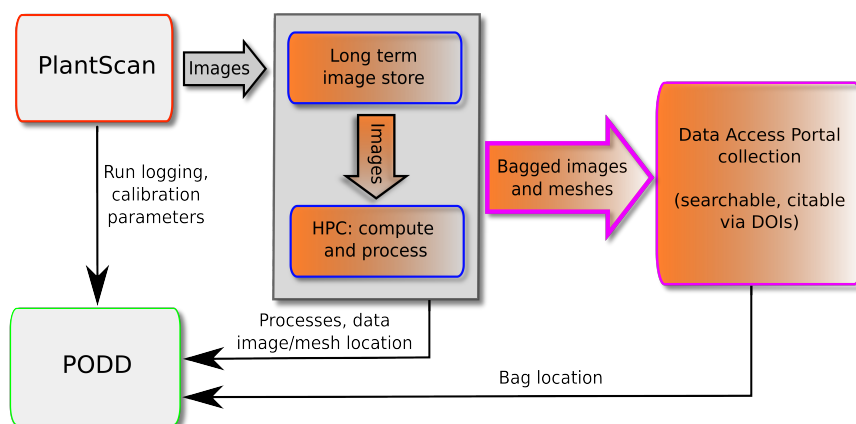 PlantScan
Images
Long term
image store
Images
HPC: compute
and process
Bagged images
and meshes
Data Access Portal
collection
(searchable, citable
via DOIs)
Run logging,
calibration
parameters
PODD
Processes, data
image/mesh location
Bag location